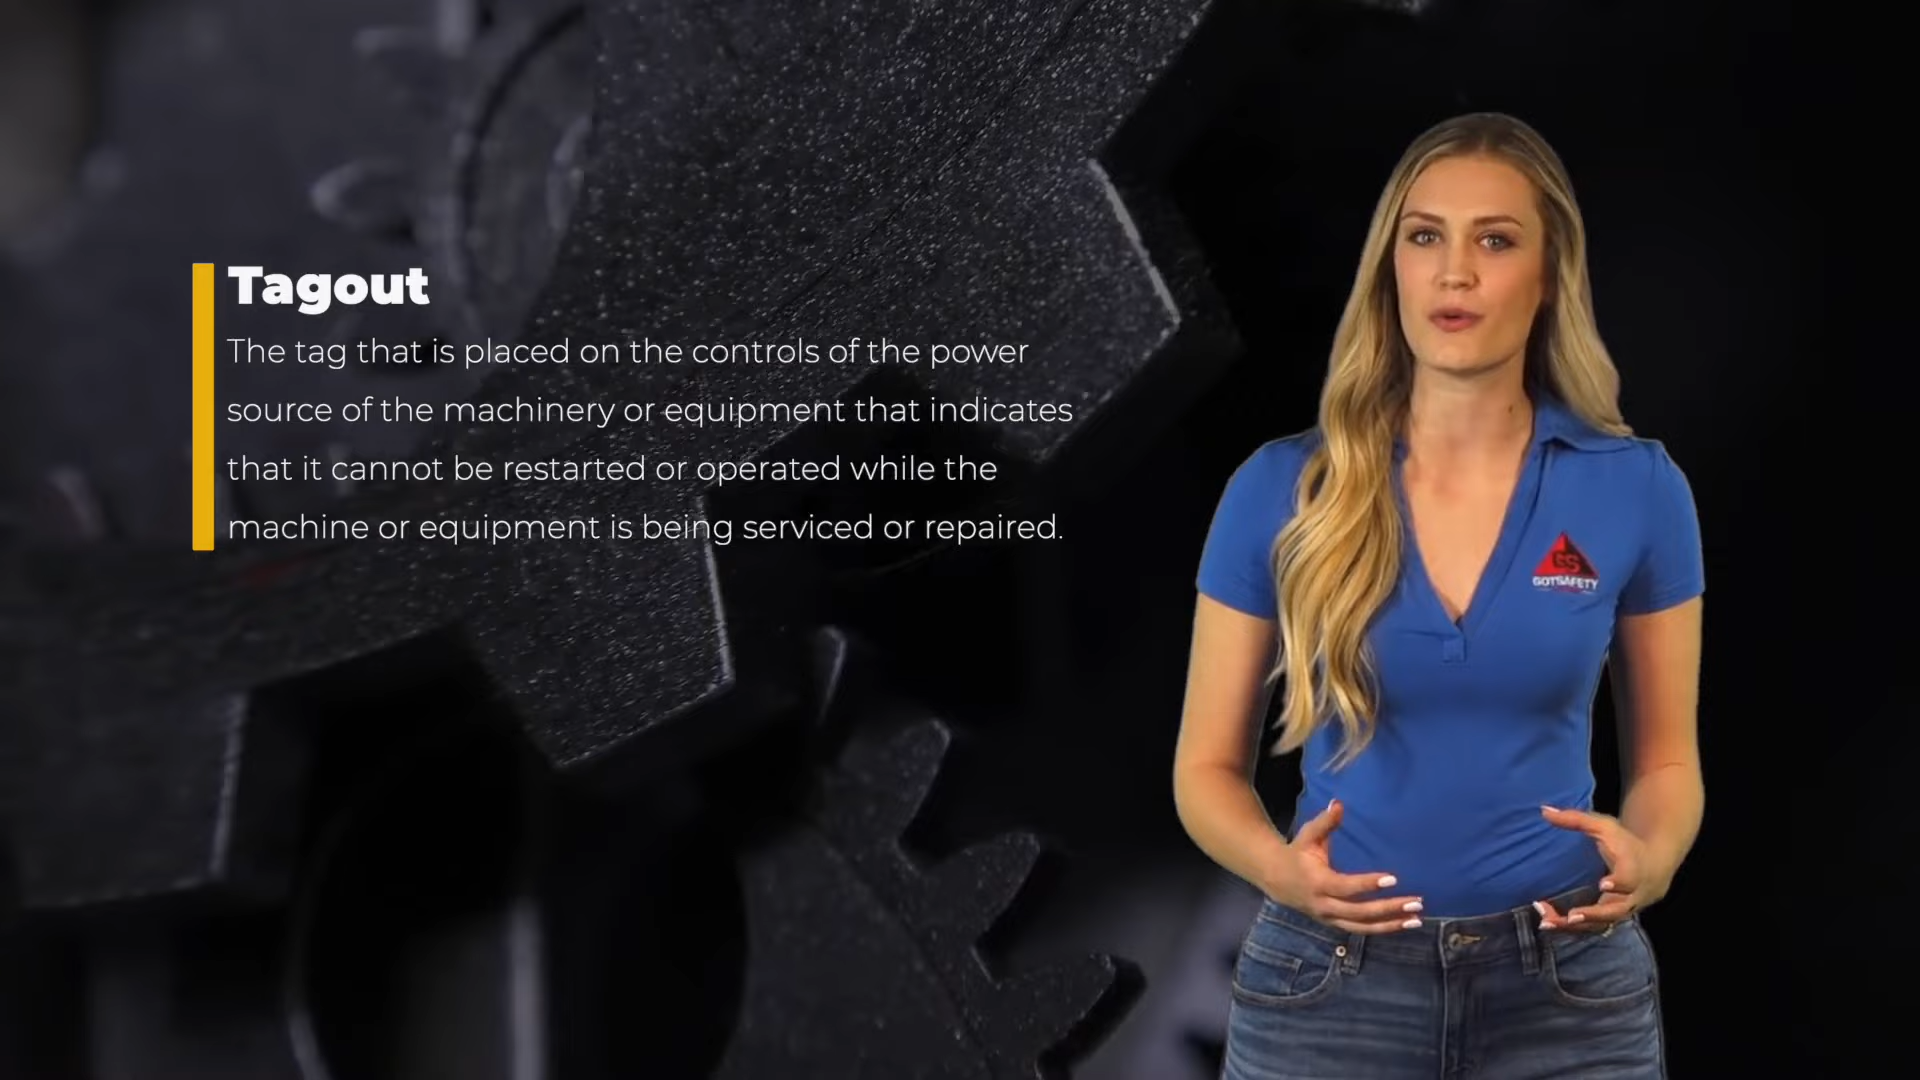 Tagout
The tag that is placed on the controls of the power
source of the machinery or equipment that indicates
that it cannot be restarted or operated while the
machine or equipment is being serviced or repaired.
GS
GOTSAFETY